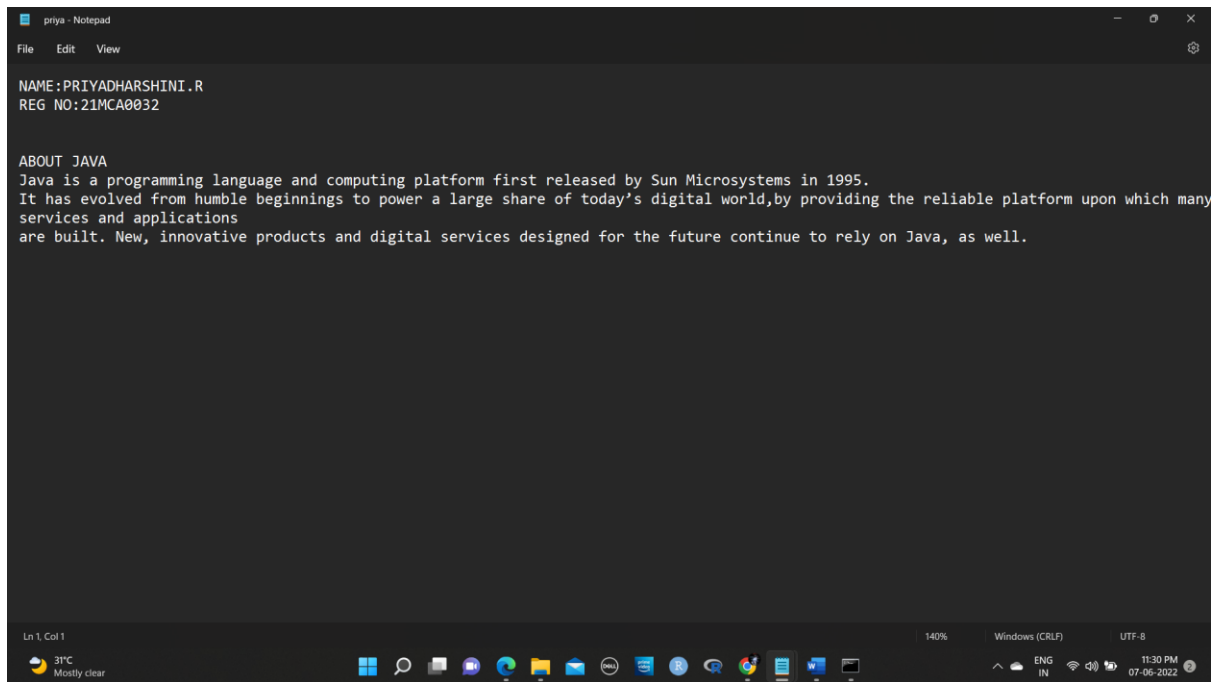 priya - Notepad
File Edit View
NAME:PRIYADHARSHINI.R
REG NO:21MCA0032
ABOUT JAVA
Java is a programming language and computing platform first released by Sun Microsystems in 1995.
It has evolved from humble beginnings to power a large share of today’s digital world,by providing the reliable platform upon which many
services and applications
are built. New, innovative products and digital services designed for the future continue to rely on Java, as well.
Ln 1, Col 1 140% Windows (CRLF) UTF-8
31°C
Mostly clear
DELL
R
R
W
ENG
IN
11:30 PM
07-06-2022
2